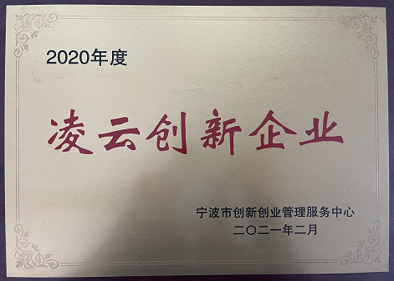 2020年度
凌云创新企业
宁波市创新创业管理服务中心
二〇二一年二月